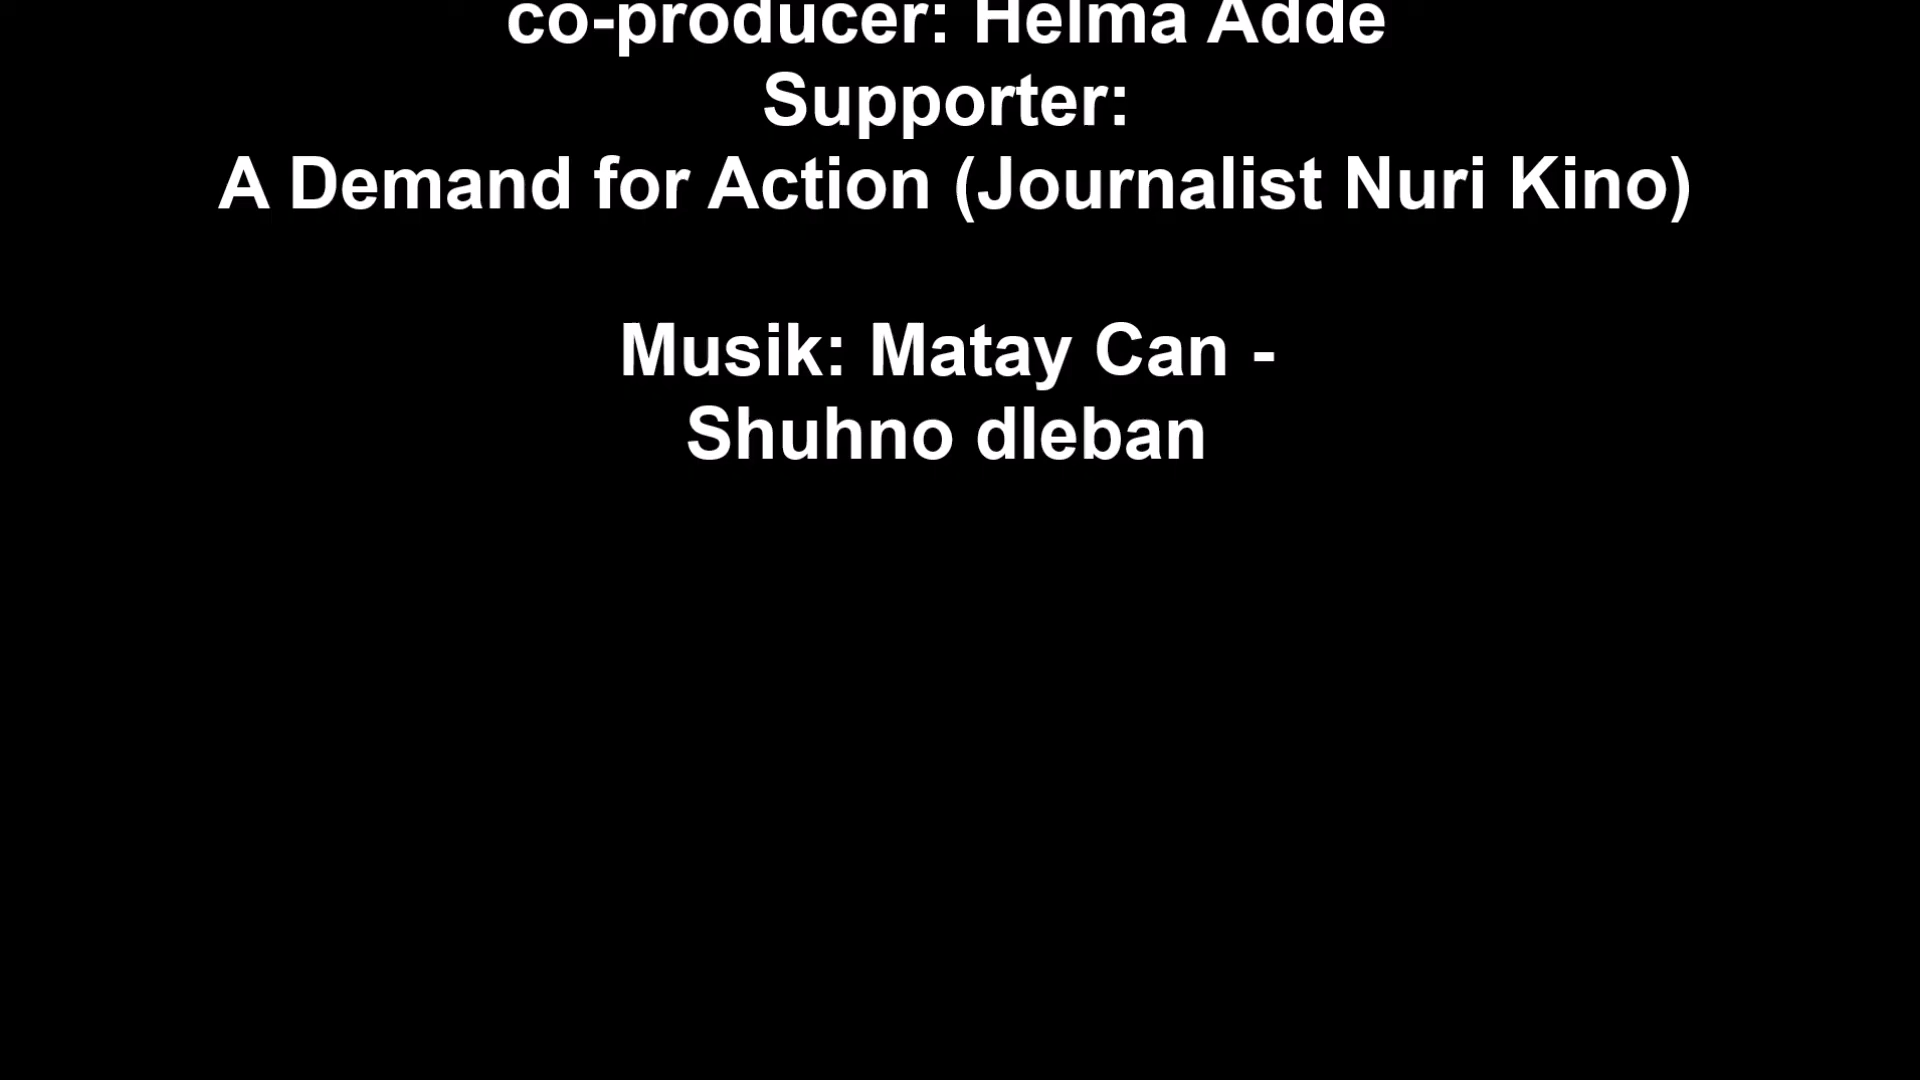 co-producer: Helma Adde
Supporter:
A Demand for Action (Journalist Nuri Kino)
Musik: Matay Can -
Shuhno dleban